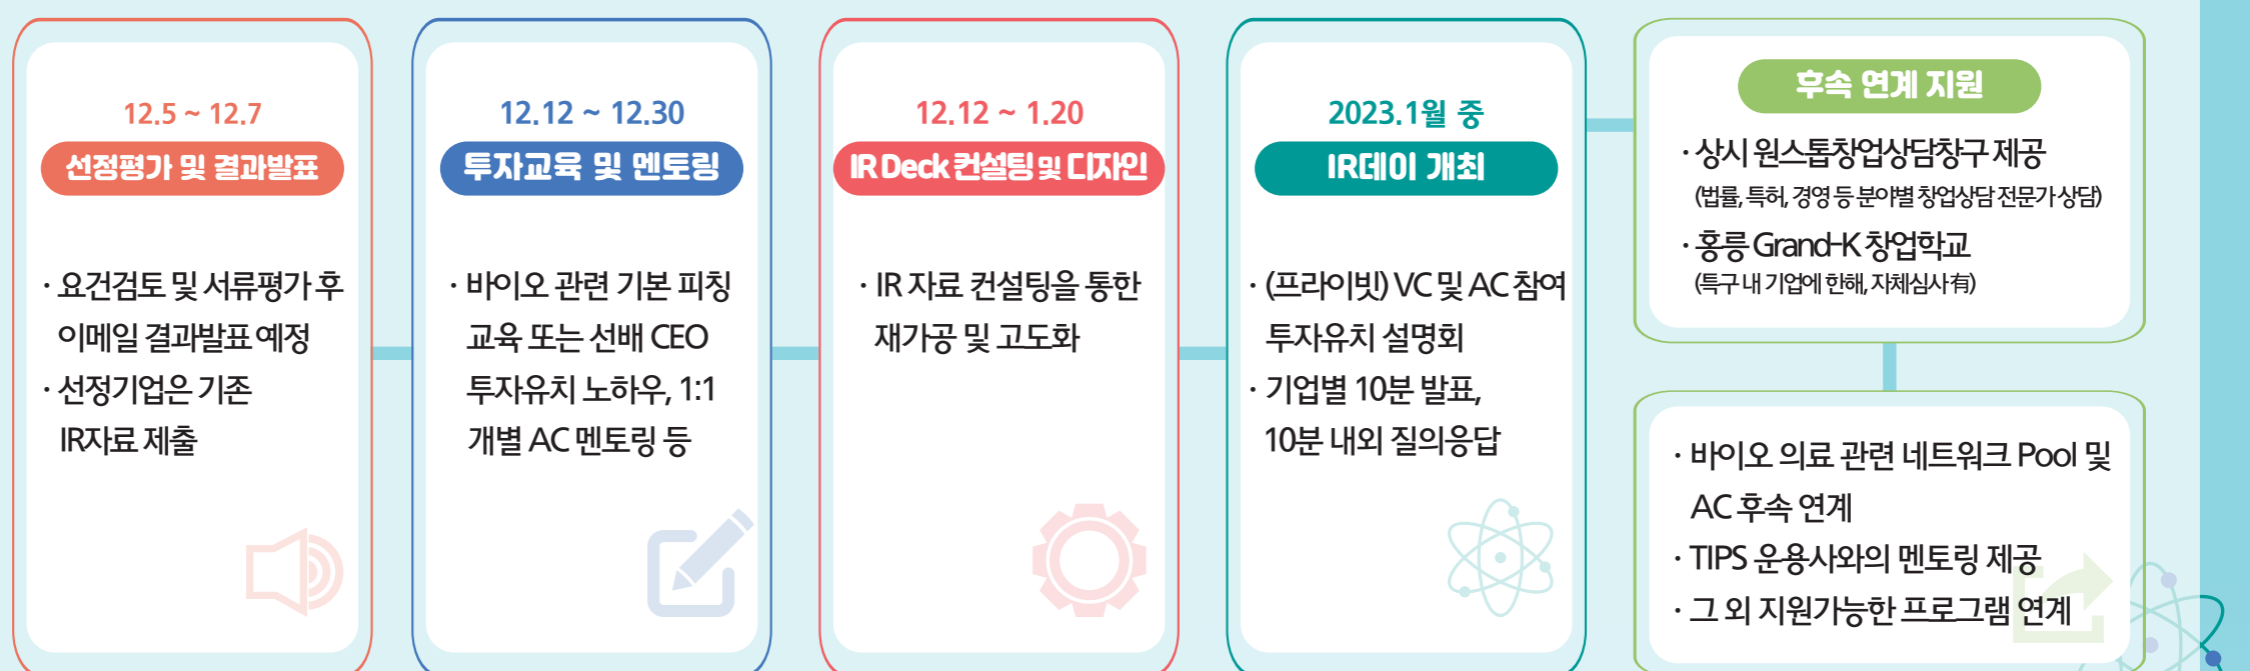 12.5 ~ 12.7
선정평가 및 결과발표
· 요건검토 및 서류평가 후
이메일 결과발표 예정
· 선정기업은 기존
IR자료 제출
12.12 ~ 12.30
투자교육 및 멘토링
· 바이오 관련 기본 피칭
교육 또는 선배 CEO
투자유치 노하우, 1:1
개별 AC 멘토링 등
12.12 ~ 1.20
IR Deck 컨설팅 및 디자인
· IR 자료 컨설팅을 통한
재가공 및 고도화
2023.1월 중
IR데이 개최
· (프라이빗) VC 및 AC 참여
투자유치 설명회
· 기업별 10분 발표,
10분 내외 질의응답
후속 연계 지원
· 상시 원스톱창업상담창구 제공
(법률, 특허, 경영 등 분야별 창업상담 전문가 상담)
· 홍릉 Grand-K 창업학교
(특구 내 기업에 한해, 자체심사 有)
· 바이오 의료 관련 네트워크 Pool 및
AC 후속 연계
· TIPS 운용사와의 멘토링 제공
· 그 외 지원가능한 프로그램 연계